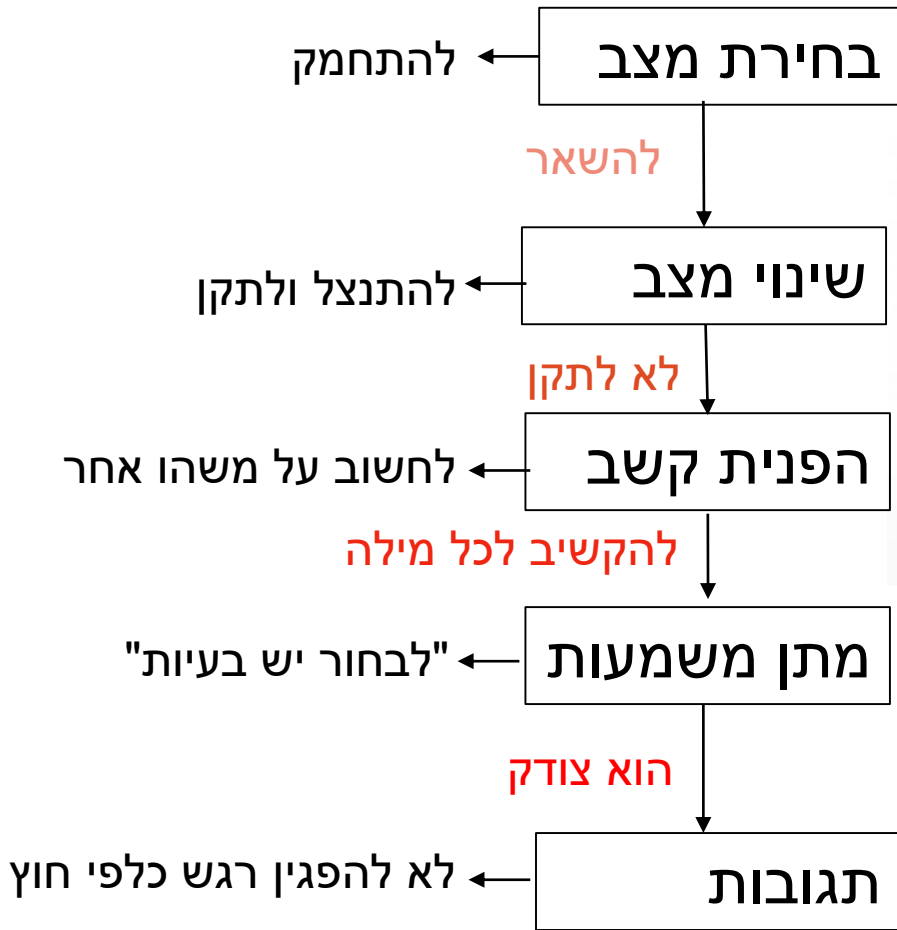 בחירת מצב
להתחמק
להשאר
שינוי מצב
להתנצל ולתקן
לא לתקן
הפנית קשב
לחשוב על משהו אחר
להקשיב לכל מילה
מתן משמעות
"לבחור יש בעיות"
הוא צודק
תגובות
לא להפגין רגש כלפי חוץ